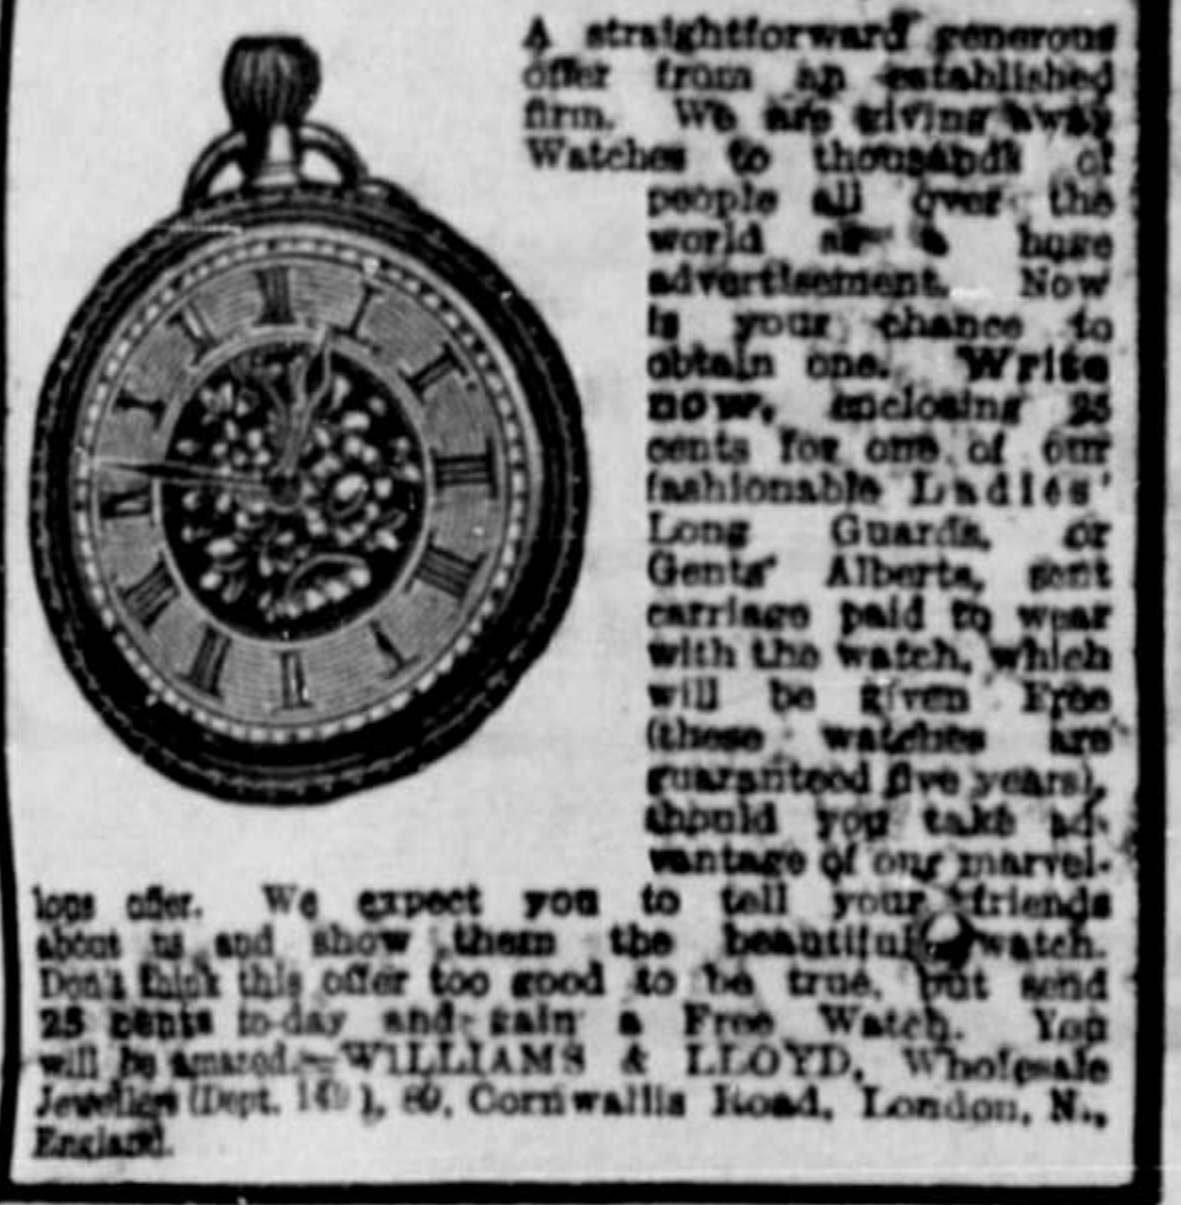 A straightforward generous
offer from an established
firm. We are giving away
Watches to thousands of
people all over the
world as a huge
advertisement. Now
is your chance to
obtain one. Write
now, enclosing 25
cents for one of our
fashionable Ladies'
Long Guards, or
Gents' Alberts, sent
carriage paid to wear
with the watch, which
will be given Free
(these watches are
guaranteed five years),
should you take ad-
vantage of our marvel-
lous offer. We expect you to tell your friends
about us and show them the beautiful watch.
Don't think this offer too good to be true, but send
25 cents to-day and gain a Free Watch. You
will be amazed.—WILLIAMS & LLOYD, Wholesale
Jewellers (Dept. ), 89, Cornwallis Road, London, N.,
England.